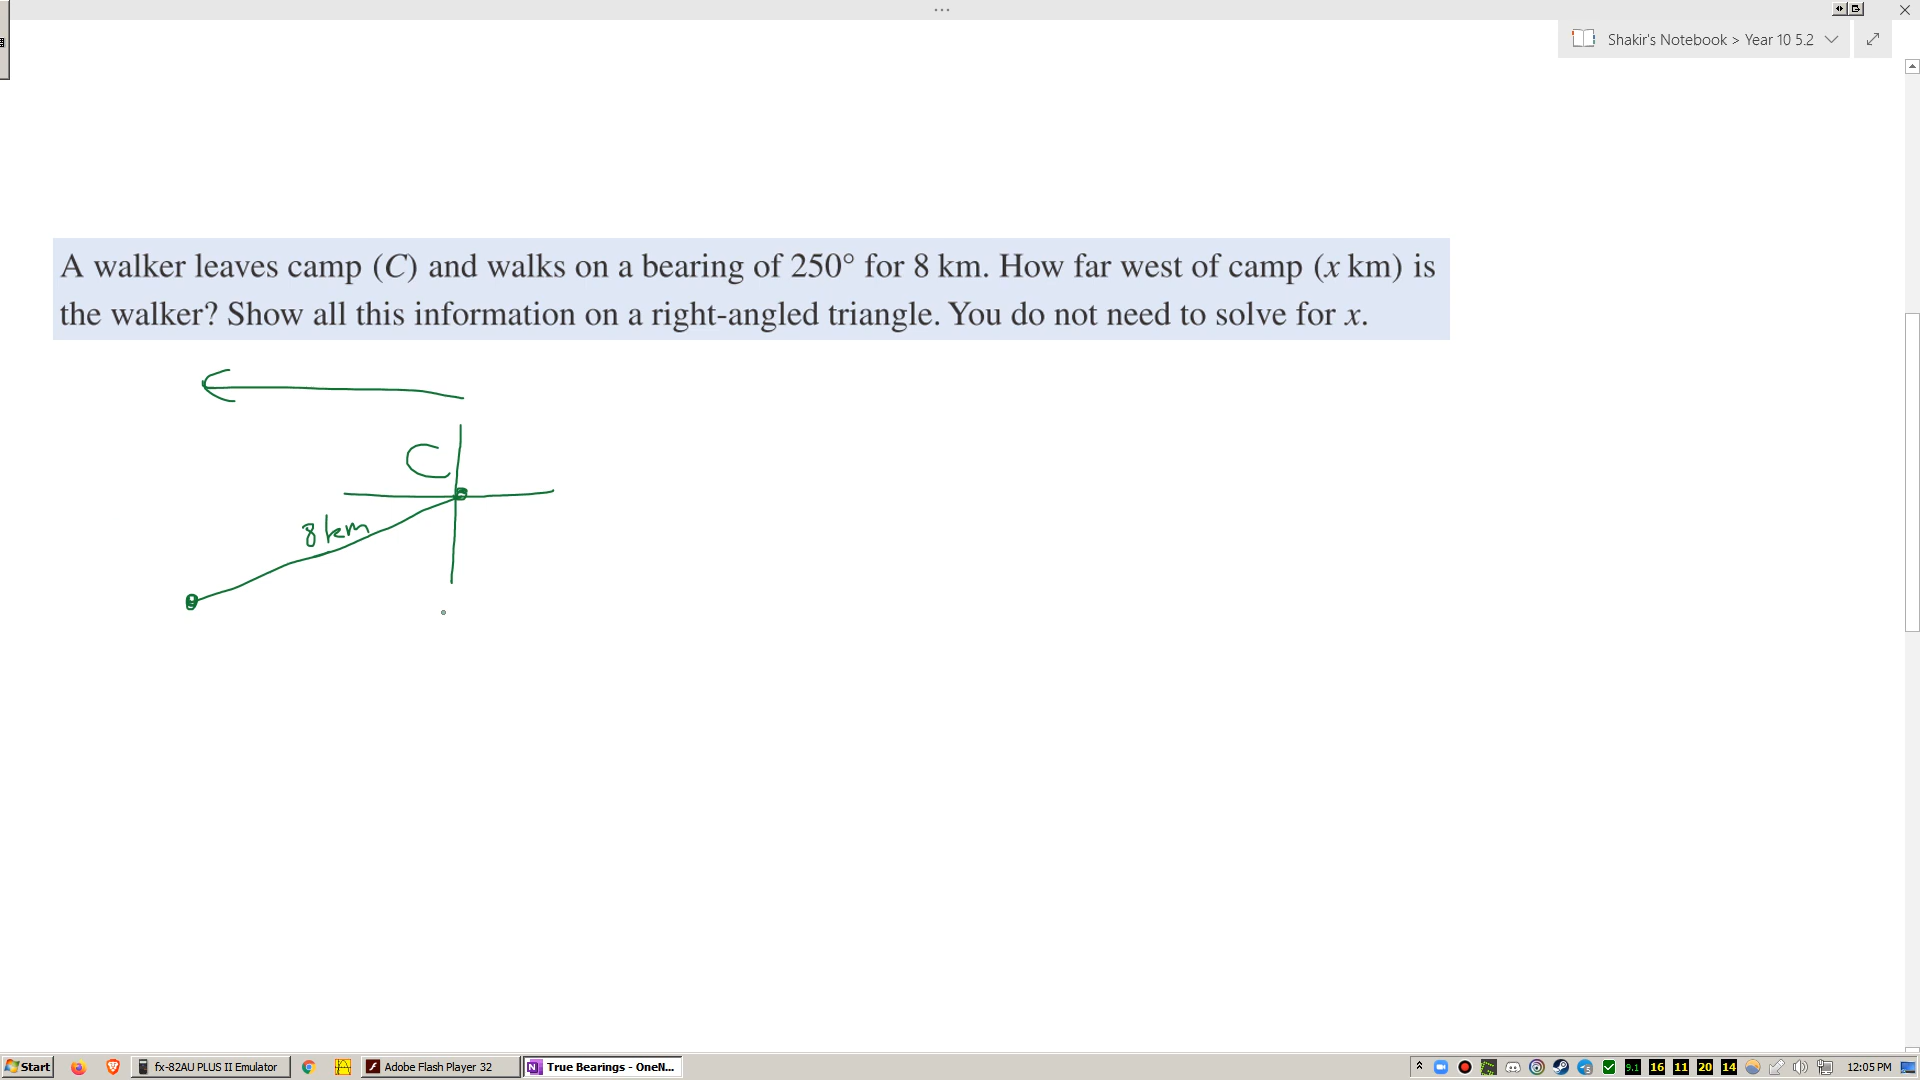 Shakir's Notebook > Year 10 5.2
A walker leaves camp (C) and walks on a bearing of 250° for 8 km. How far west of camp (x km) is
the walker? Show all this information on a right-angled triangle. You do not need to solve for x.
C
8 km
Start
fx-82AU PLUS II Emulator
Adobe Flash Player 32
True Bearings - OneN...
9.1
16
11
20
14
12:05 PM